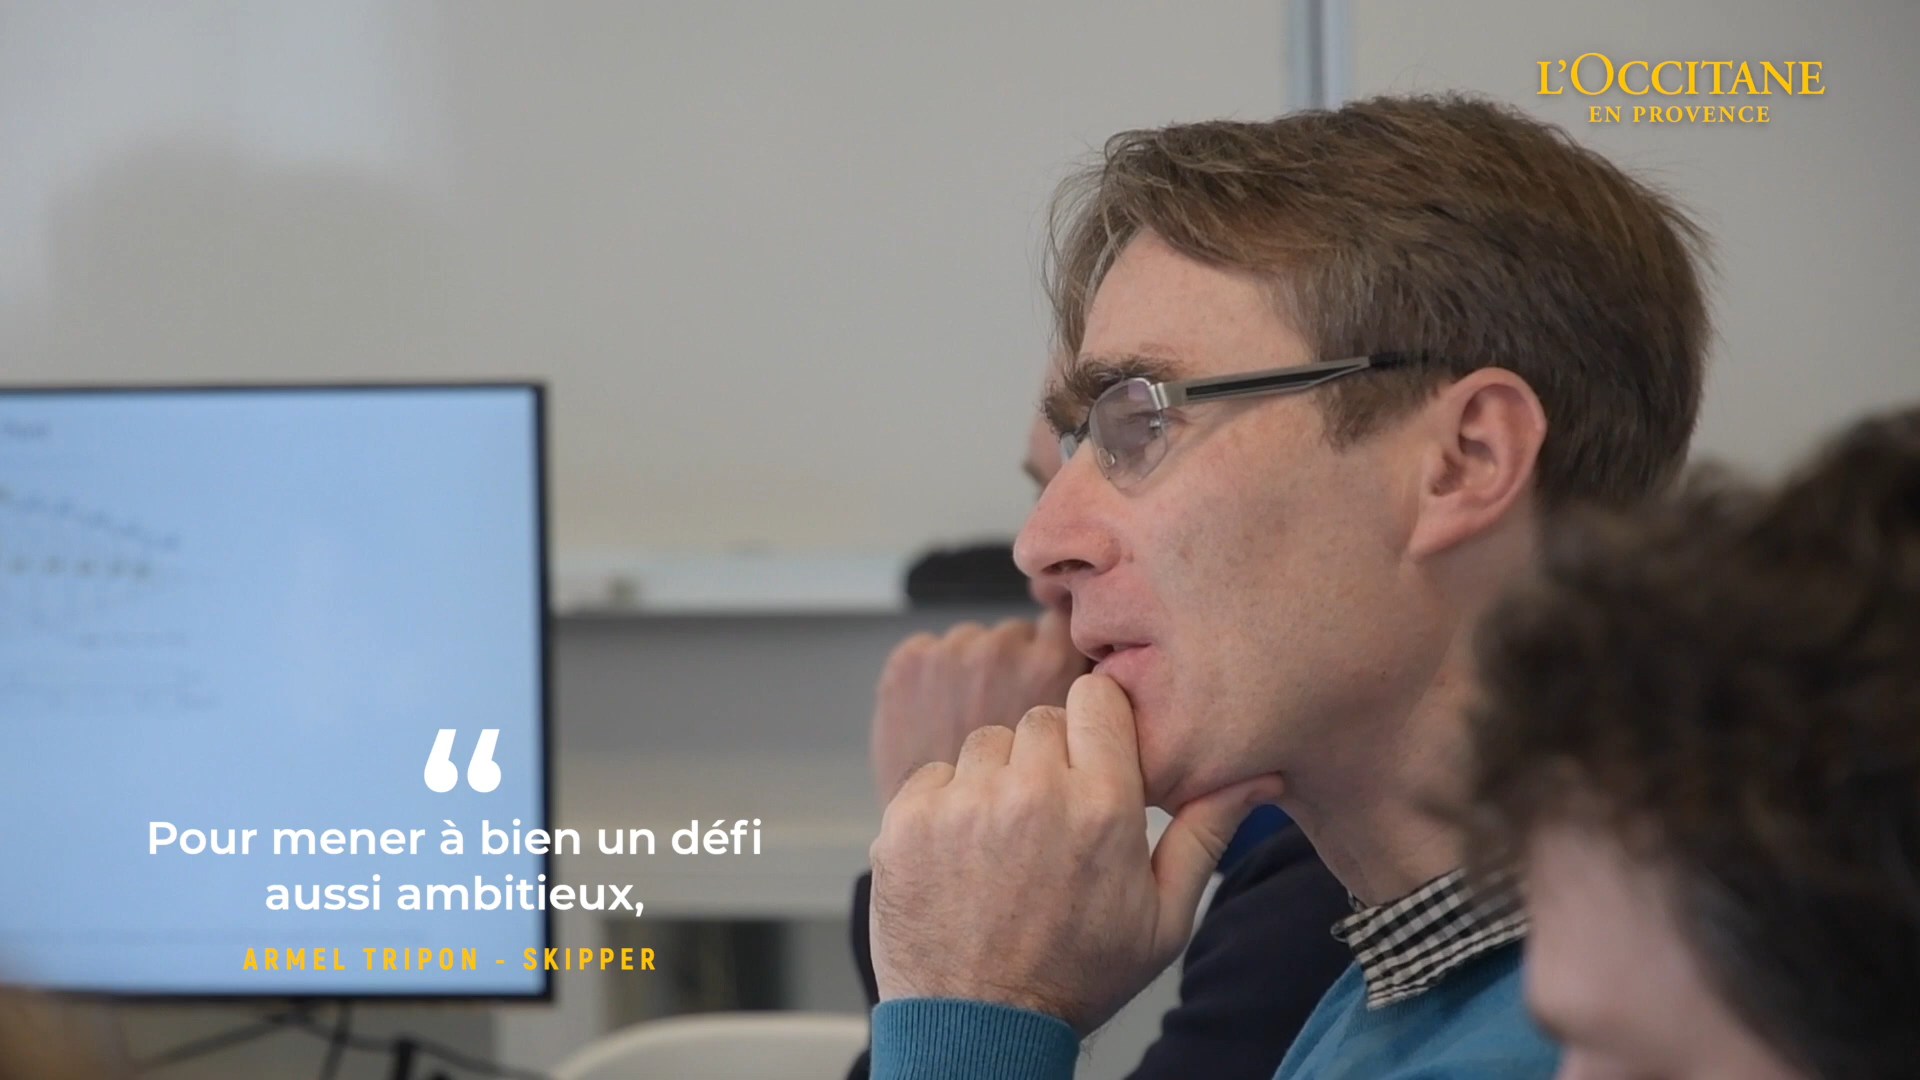 L'OCCITANE
EN PROVENCE
“
Pour mener à bien un défi
aussi ambitieux,
ARMEL TRIPON - SKIPPER